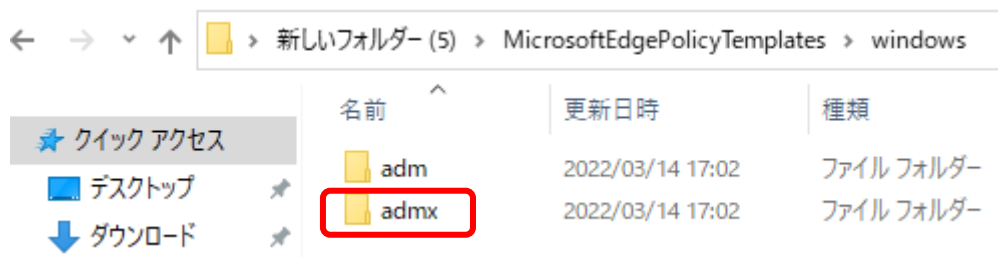 新しいフォルダー (5) > MicrosoftEdgePolicyTemplates > windows
名前 更新日時 種類
クイック アクセス
デスクトップ
ダウンロード
adm 2022/03/14 17:02 ファイル フォルダー
admx 2022/03/14 17:02 ファイル フォルダー